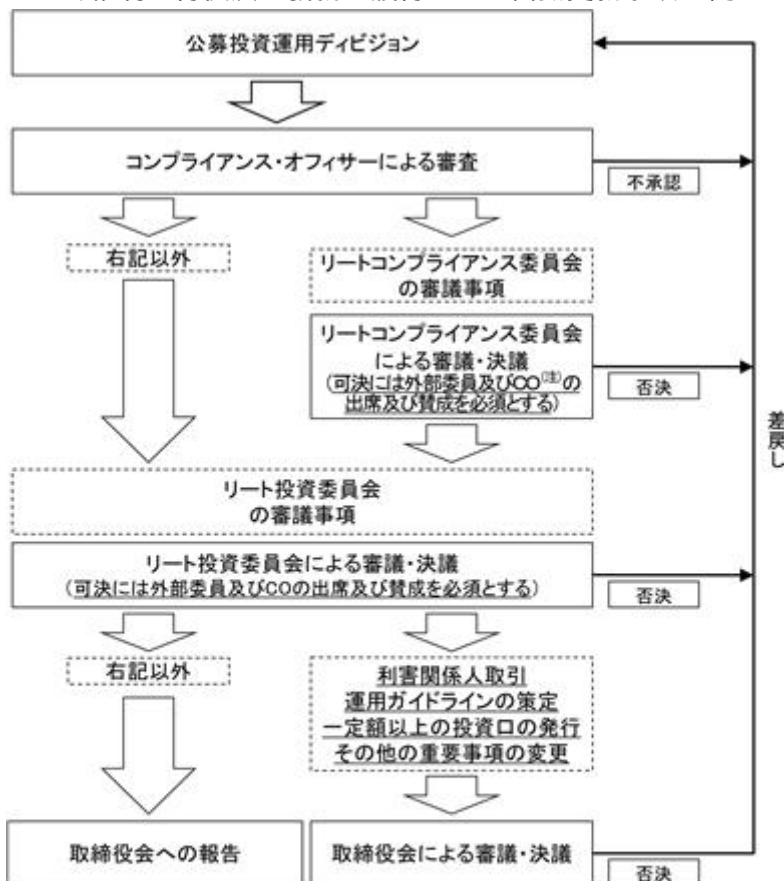 公募投資運用ディビジョン
コンプライアンス・オフィサーによる審査
不承認
右記以外
リートコンプライアンス委員会
の審議事項
リートコンプライアンス委員会
による審議・決議
(可決には外部委員及びCO(注)の
出席及び賛成を必須とする)
否決
差戻し
リート投資委員会
の審議事項
リート投資委員会による審議・決議
(可決には外部委員及びCOの出席及び賛成を必須とする)
否決
右記以外
利害関係人取引
運用ガイドラインの策定
一定額以上の投資口の発行
その他の重要事項の変更
取締役会への報告
取締役会による審議・決議
否決